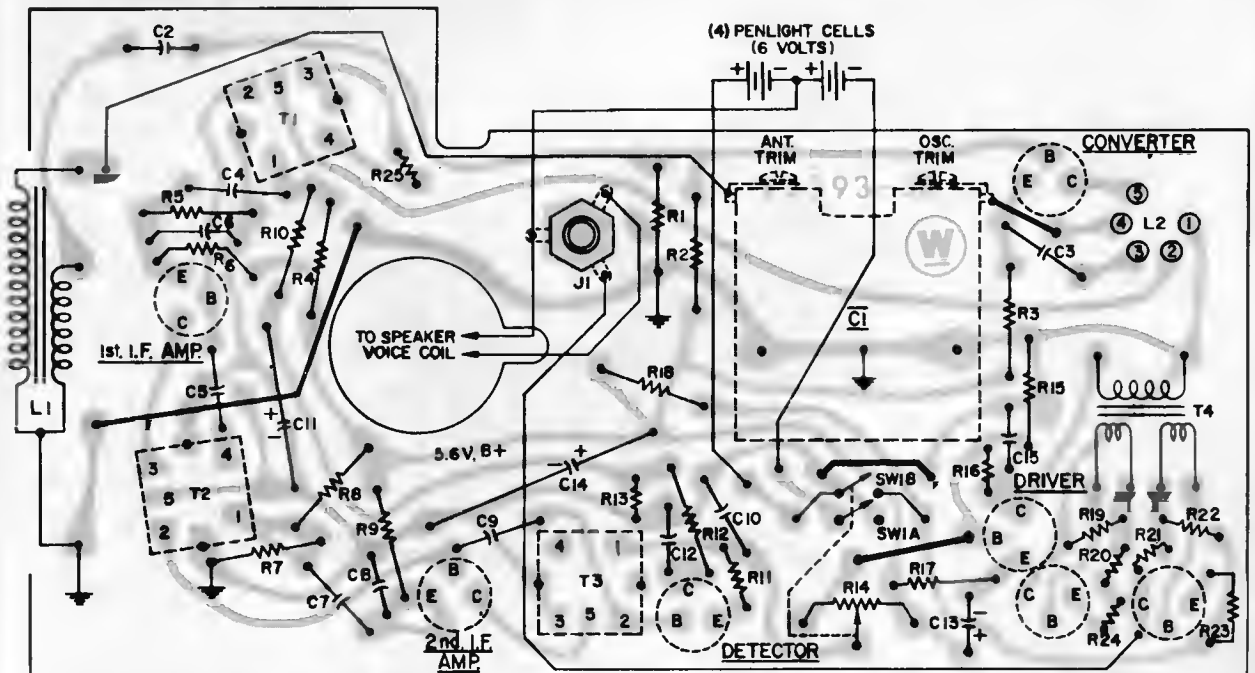 (4) PENLIGHT CELLS
(6 VOLTS)
+ - + -
C2
ANT.
TRIM
OSC.
TRIM
93
CONVERTER
B
E C
5
4 L2 1
3 2
2 5 3
T1
1 4
R25
C4
R5
R6
R10
R4
E
B
C
1st. I.F. AMP.
J1
R1
R2
W
C1
C3
R3
R15
TO SPEAKER
VOICE COIL
L1
C5
+
-
C11
R18
T4
3 4
T2
5
2 1
R8
R9
5.6V, B+
- +
C14
R13
R12
C10
SW1B
SW1A
R16
C15
DRIVER
C
B
E
R19
R20
R21
R22
R7
C7
C8
C9
B
E C
2nd. I.F.
AMP.
4 1
T3
3 5 2
C12
C
B E
R11
R14
R17
DETECTOR
C13
-
+
C E
B
R24
C E
B
R23